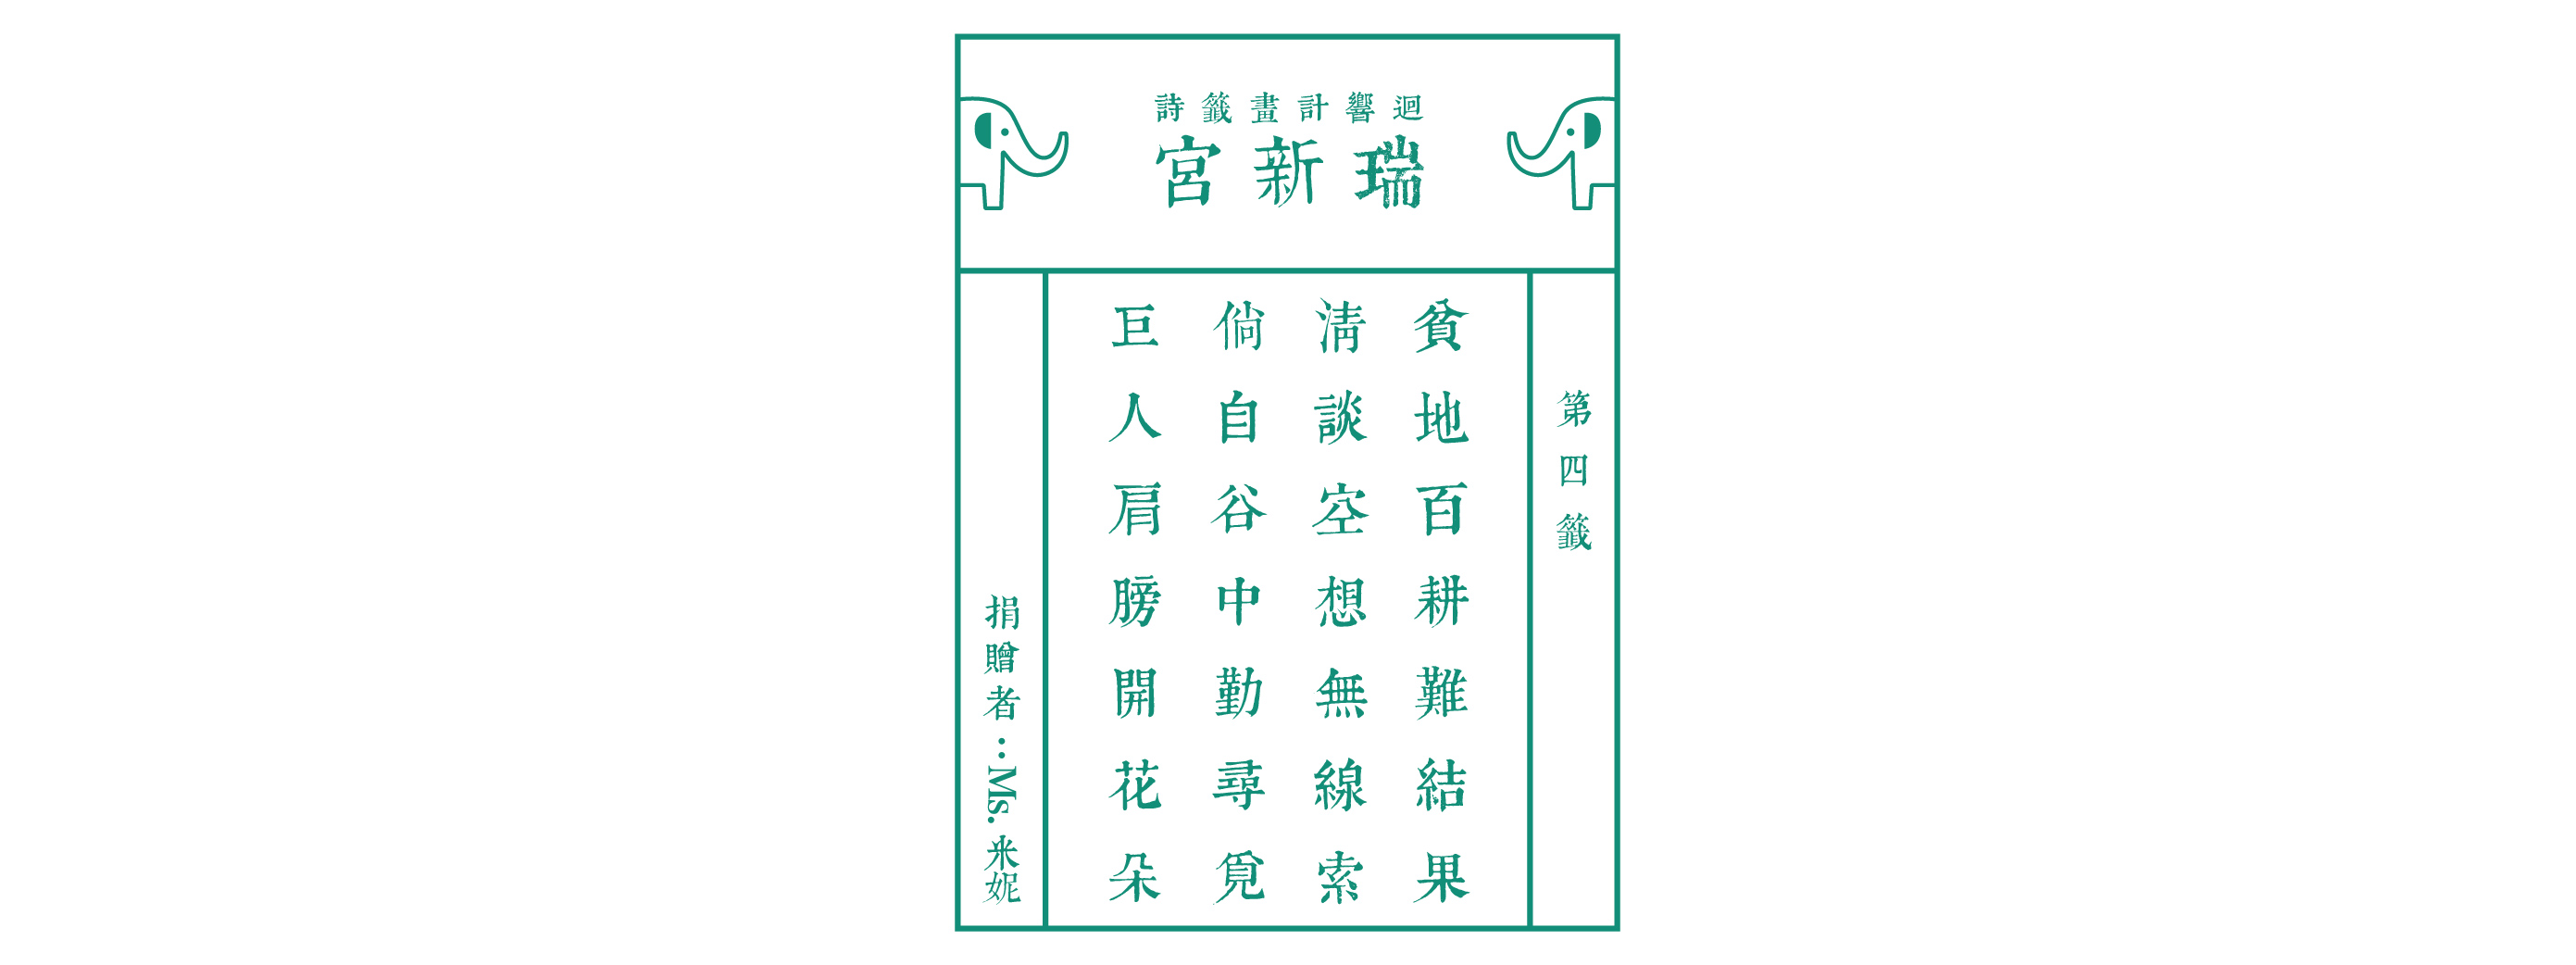 迴響計畫籤詩
瑞新宮
第四籤
貧地百耕難結果
清談空想無線索
倘自谷中勤尋覓
巨人肩膀開花朵
捐贈者：Ms.米妮